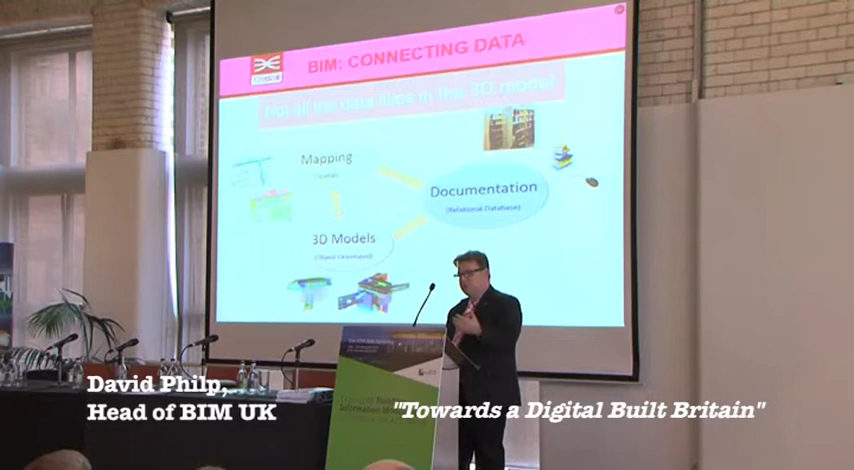 BIM: CONNECTING DATA
Not all the data lives in the 3D model
Mapping
(Spatial)
Documentation
(Relational Database)
3D Models
(Object Orientated)
David Philp,
Head of BIM UK
"Towards a Digital Built Britain"